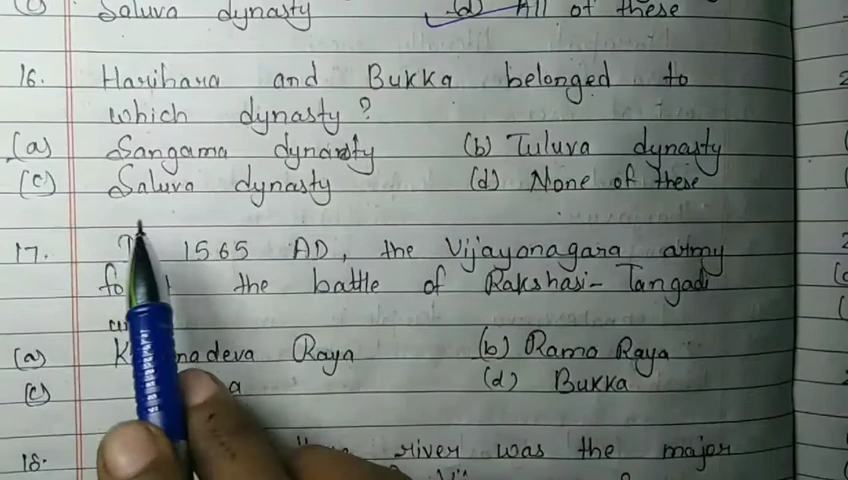 (c) Saluva dynasty (d) All of these
16. Harihara and Bukka belonged to
which dynasty?
(a) Sangama dynasty (b) Tuluva dynasty
(c) Saluva dynasty (d) None of these
17. 1565 AD, the Vijayanagara army
the battle of Rakshasi-Tangadi
(a) Raya (b) Rama Raya
(c) (d) Bukka
18. river was the major